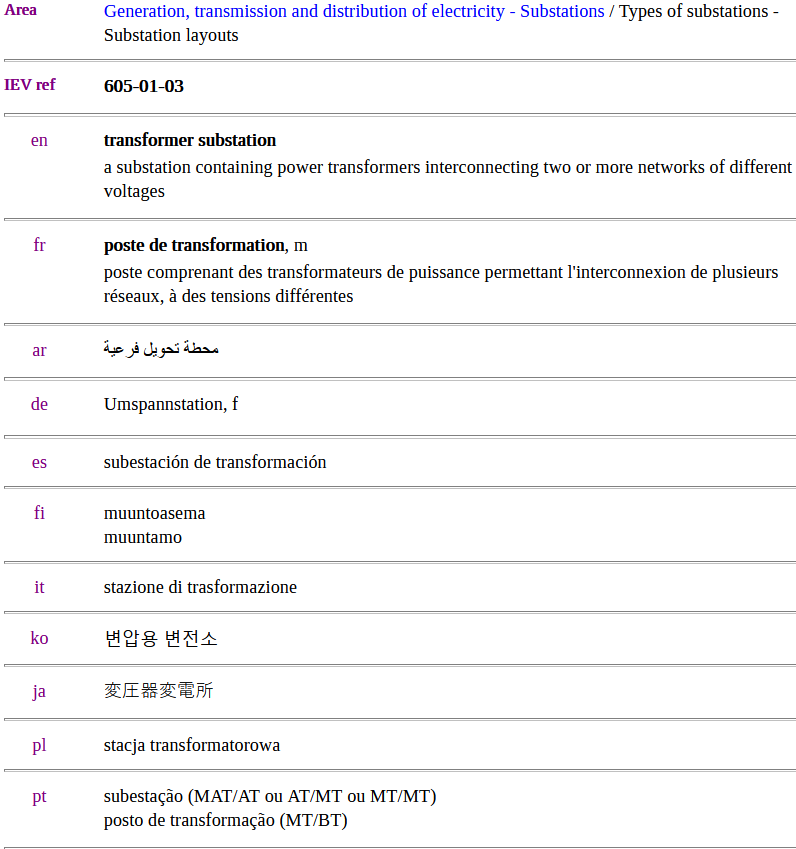 Area
Generation, transmission and distribution of electricity - Substations / Types of substations -
Substation layouts
IEV ref
605-01-03
en
transformer substation
a substation containing power transformers interconnecting two or more networks of different
voltages
fr
poste de transformation, m
poste comprenant des transformateurs de puissance permettant l'interconnexion de plusieurs
réseaux, à des tensions différentes
ar
محطة تحويل فرعية
de
Umspannstation, f
es
subestación de transformación
fi
muuntoasema
muuntamo
it
stazione di trasformazione
ko
변압용 변전소
ja
変圧器変電所
pl
stacja transformatorowa
pt
subestação (MAT/AT ou AT/MT ou MT/MT)
posto de transformação (MT/BT)